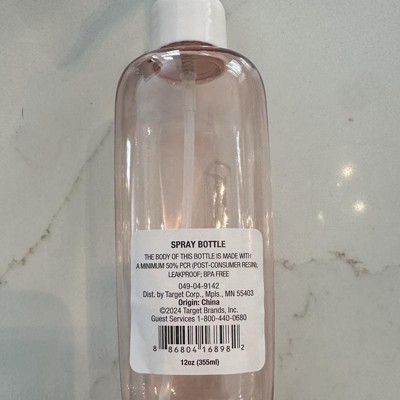 SPRAY BOTTLE
THE BODY OF THIS BOTTLE IS MADE WITH
A MINIMUM 50% PCR (POST-CONSUMER RESIN),
LEAKPROOF; BPA FREE
049-04-9142
Dist. by Target Corp., Mpls., MN 55403
Origin: China
©2024 Target Brands, Inc.
Guest Services 1-800-440-0680
8 86804 16898 2
12oz (355ml)